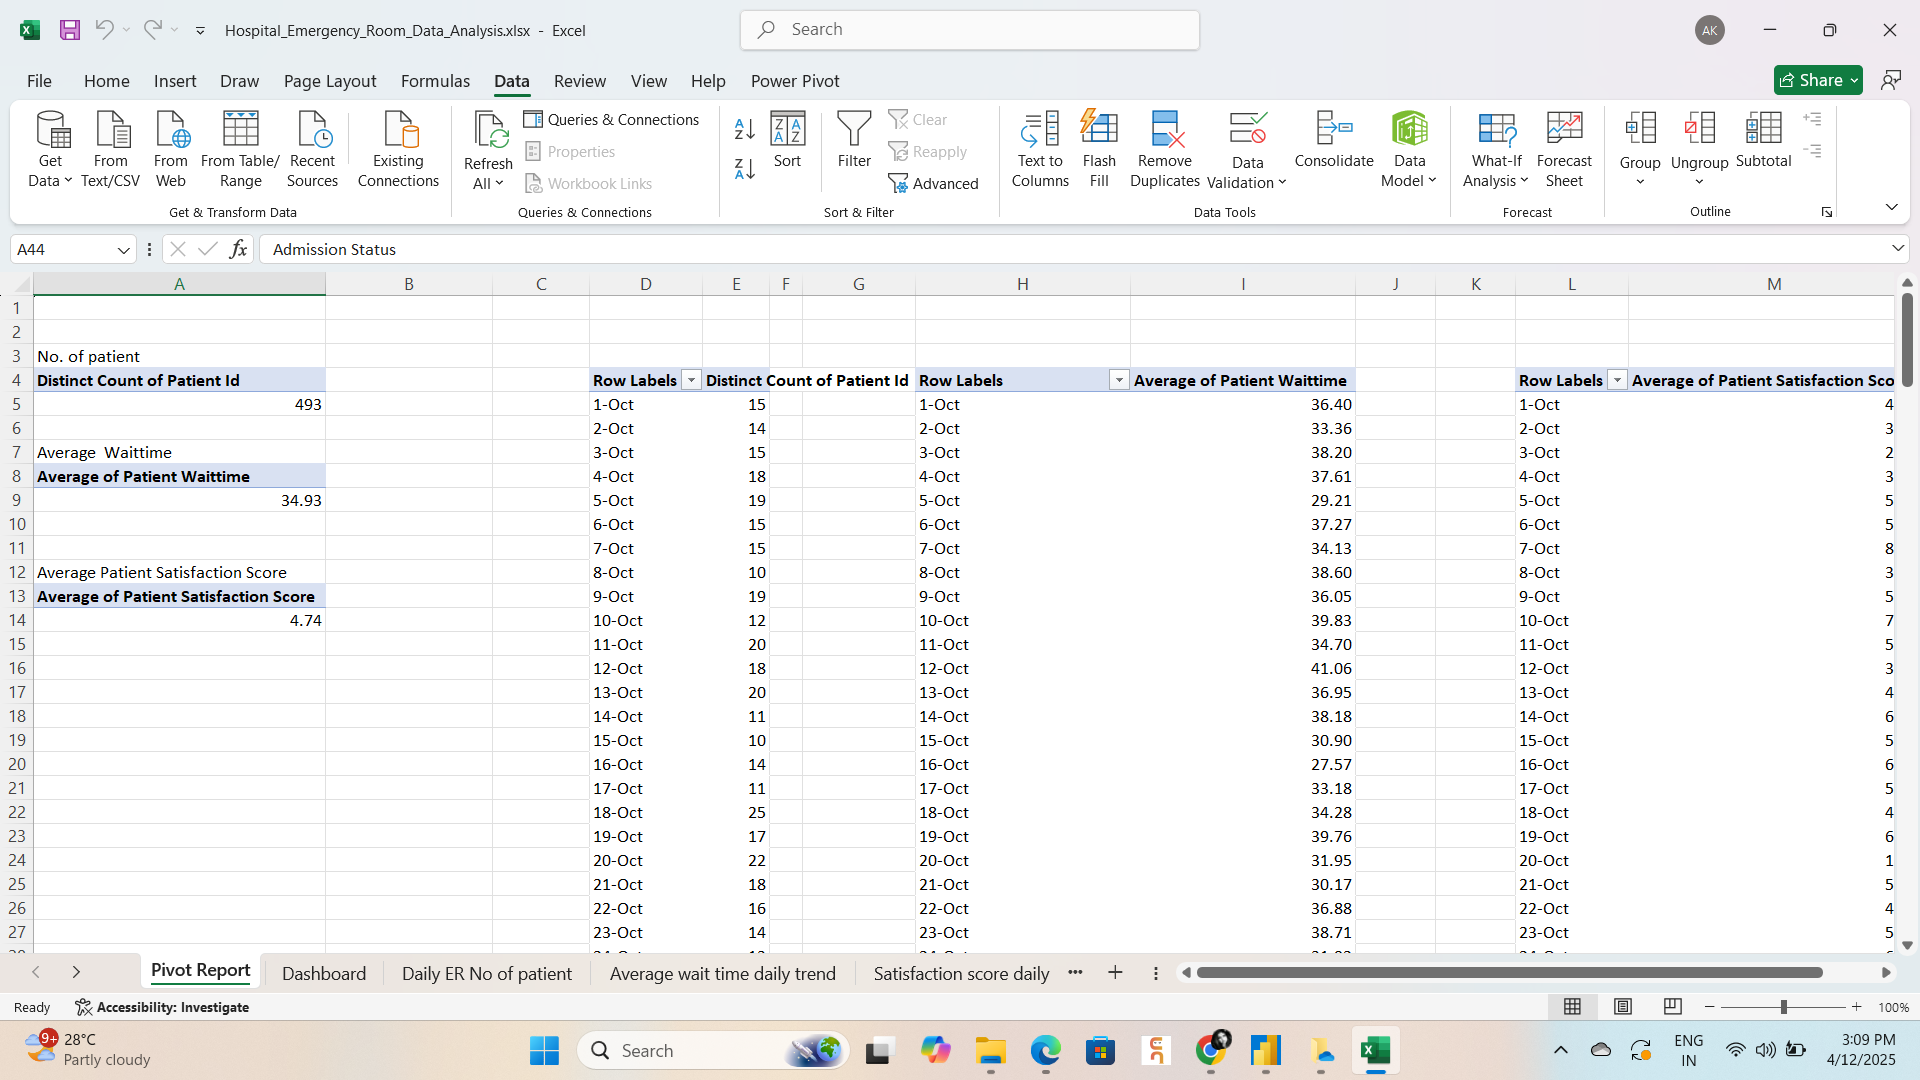 Hospital_Emergency_Room_Data_Analysis.xlsx - Excel
Search
AK
File Home Insert Draw Page Layout Formulas Data Review View Help Power Pivot
Share
Get Data
From Text/CSV
From Web
From Table/ Range
Recent Sources
Existing Connections
Get & Transform Data
Refresh All
Queries & Connections
Properties
Workbook Links
Queries & Connections
Sort
Filter
Clear
Reapply
Advanced
Sort & Filter
Text to Columns
Flash Fill
Remove Duplicates
Data Validation
Consolidate
Data Model
Data Tools
What-If Analysis
Forecast Sheet
Forecast
Group
Ungroup
Subtotal
Outline
A44 fx Admission Status
A B C D E F G H I J K L M
1
2
3 No. of patient
4 Distinct Count of Patient Id Row Labels Distinct Count of Patient Id Row Labels Average of Patient Waittime Row Labels Average of Patient Satisfaction Sco
5 493 1-Oct 15 1-Oct 36.40 1-Oct 4
6 2-Oct 14 2-Oct 33.36 2-Oct 3
7 Average  Waittime 3-Oct 15 3-Oct 38.20 3-Oct 2
8 Average of Patient Waittime 4-Oct 18 4-Oct 37.61 4-Oct 3
9 34.93 5-Oct 19 5-Oct 29.21 5-Oct 5
10 6-Oct 15 6-Oct 37.27 6-Oct 5
11 7-Oct 15 7-Oct 34.13 7-Oct 8
12 Average Patient Satisfaction Score 8-Oct 10 8-Oct 38.60 8-Oct 3
13 Average of Patient Satisfaction Score 9-Oct 19 9-Oct 36.05 9-Oct 5
14 4.74 10-Oct 12 10-Oct 39.83 10-Oct 7
15 11-Oct 20 11-Oct 34.70 11-Oct 5
16 12-Oct 18 12-Oct 41.06 12-Oct 3
17 13-Oct 20 13-Oct 36.95 13-Oct 4
18 14-Oct 11 14-Oct 38.18 14-Oct 6
19 15-Oct 10 15-Oct 30.90 15-Oct 5
20 16-Oct 14 16-Oct 27.57 16-Oct 6
21 17-Oct 11 17-Oct 33.18 17-Oct 5
22 18-Oct 25 18-Oct 34.28 18-Oct 4
23 19-Oct 17 19-Oct 39.76 19-Oct 6
24 20-Oct 22 20-Oct 31.95 20-Oct 1
25 21-Oct 18 21-Oct 30.17 21-Oct 5
26 22-Oct 16 22-Oct 36.88 22-Oct 4
27 23-Oct 14 23-Oct 38.71 23-Oct 5
Pivot Report Dashboard Daily ER No of patient Average wait time daily trend Satisfaction score daily ...
Ready Accessibility: Investigate 100%
9+ 28°C
Partly cloudy
Search
ENG
IN
3:09 PM
4/12/2025